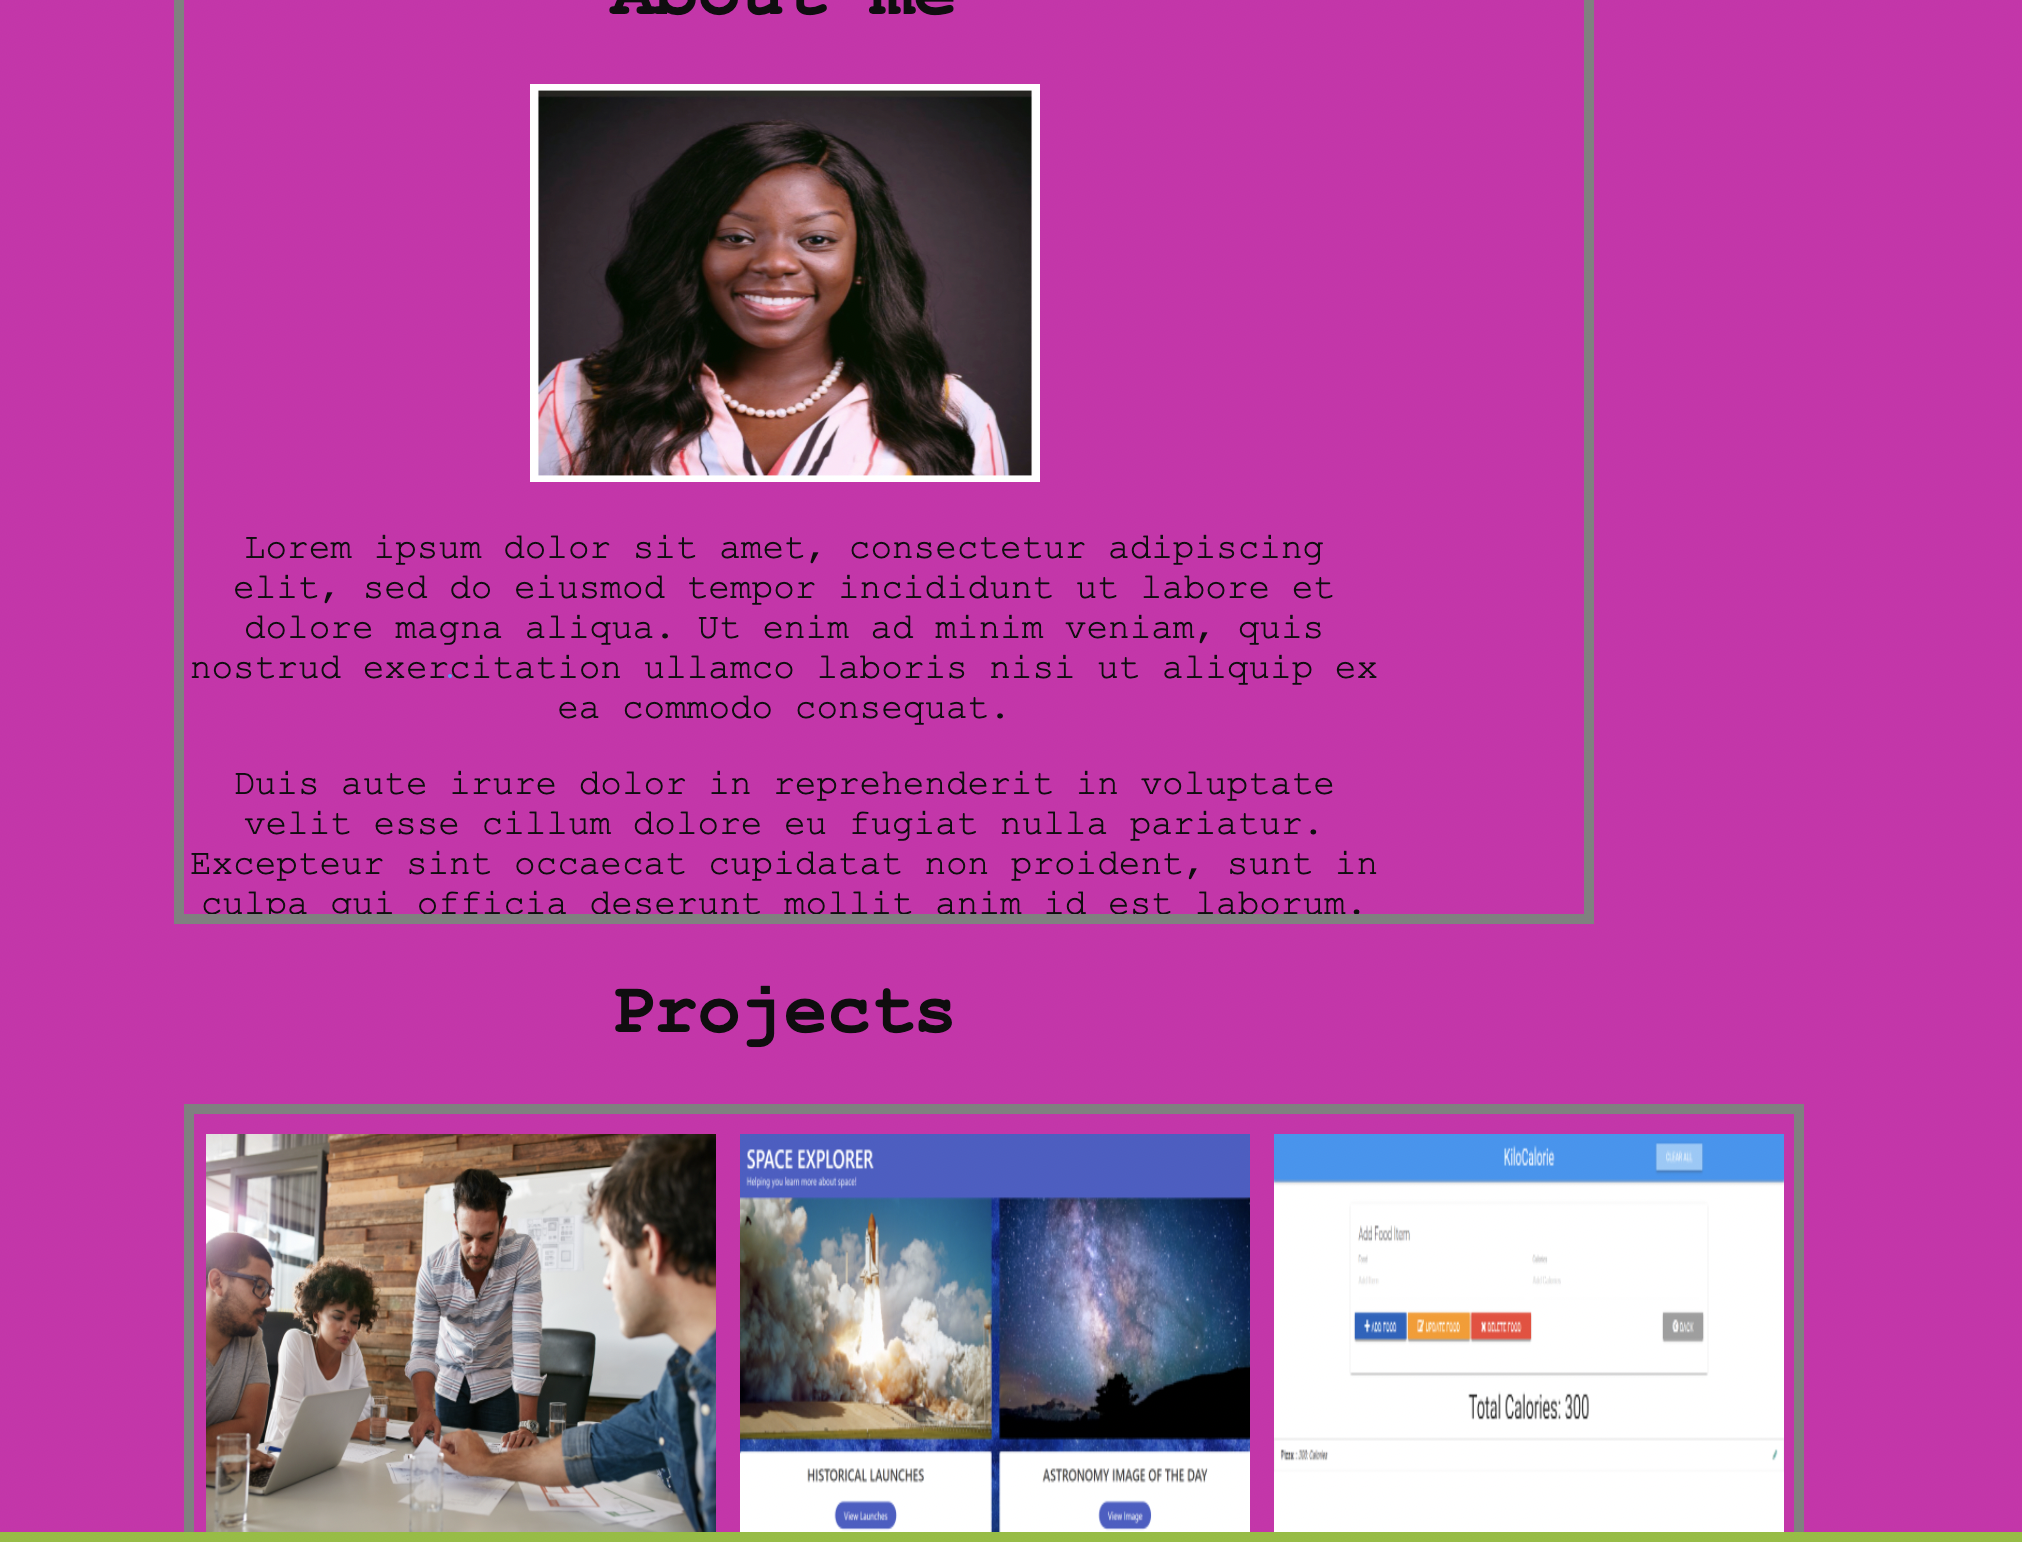 About me
Lorem ipsum dolor sit amet, consectetur adipiscing
elit, sed do eiusmod tempor incididunt ut labore et
dolore magna aliqua. Ut enim ad minim veniam, quis
nostrud exercitation ullamco laboris nisi ut aliquip ex
ea commodo consequat.
Duis aute irure dolor in reprehenderit in voluptate
velit esse cillum dolore eu fugiat nulla pariatur.
Excepteur sint occaecat cupidatat non proident, sunt in
culpa qui officia deserunt mollit anim id est laborum.
Projects
SPACE EXPLORER
Helping you learn more about space!
HISTORICAL LAUNCHES
View Launches
ASTRONOMY IMAGE OF THE DAY
View Image
KiloCalorie
CLEAR ALL
Add Food Item
Food
Calories
Add Item
Add Calories
ADD FOOD
UPDATE FOOD
DELETE FOOD
BACK
Total Calories: 300
Pizza : 300 Calories